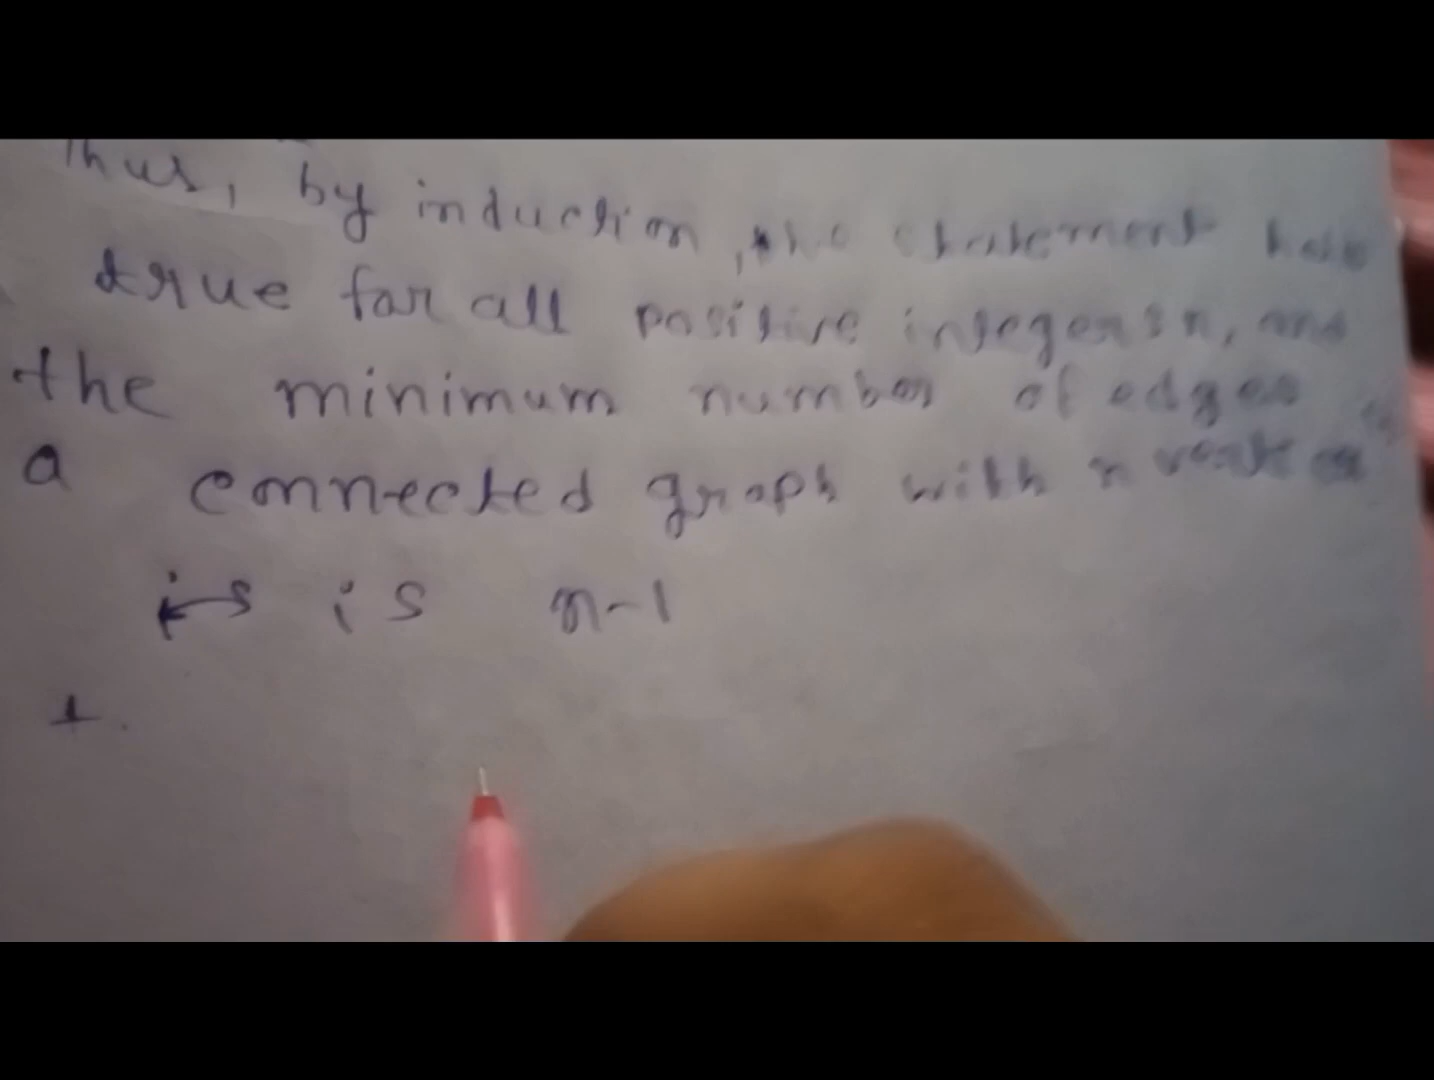 Thus, by induction, the statement holds
true for all positive integers n, and
the minimum number of edges in
a connected graph with n vertices
is is n-1